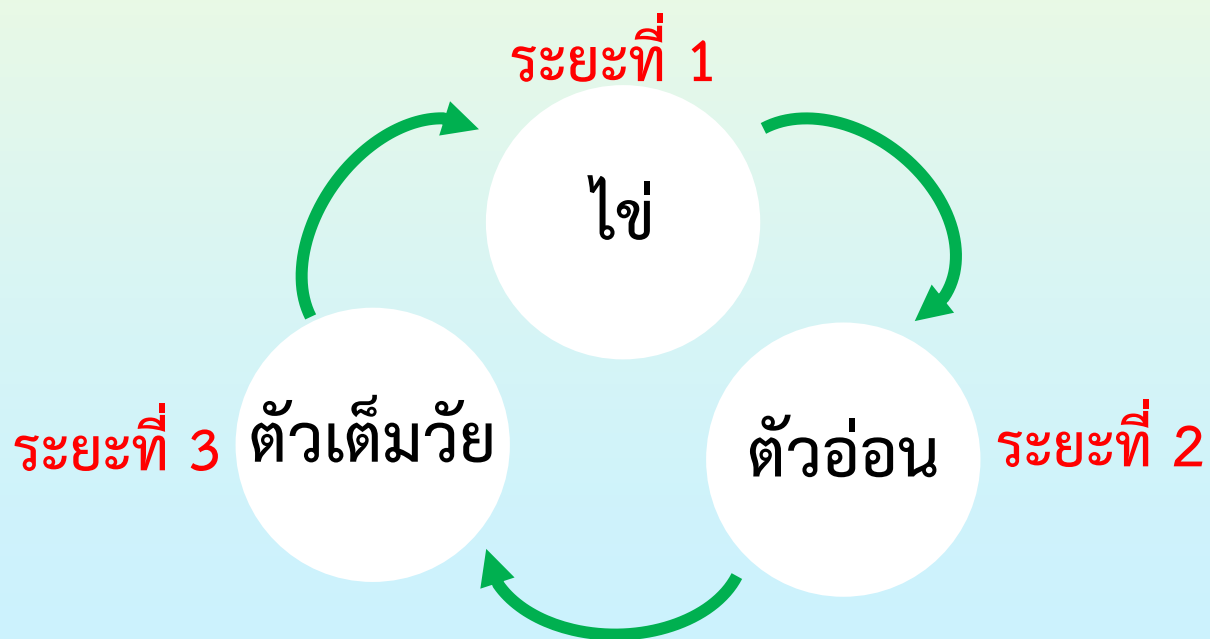 ระยะที่ 1
ไข่
ตัวอ่อน
ระยะที่ 2
ตัวเต็มวัย
ระยะที่ 3